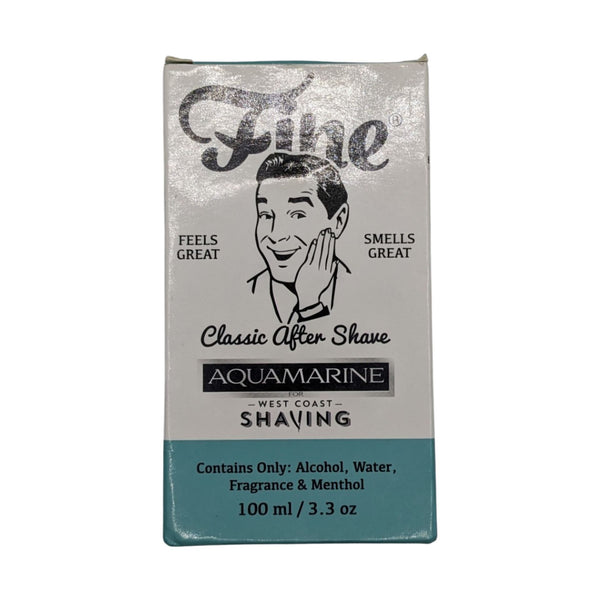 Fine®
FEELS
GREAT
SMELLS
GREAT
Classic After Shave
AQUAMARINE
FOR
— WEST COAST —
SHAVING
Contains Only: Alcohol, Water,
Fragrance & Menthol
100 ml / 3.3 oz